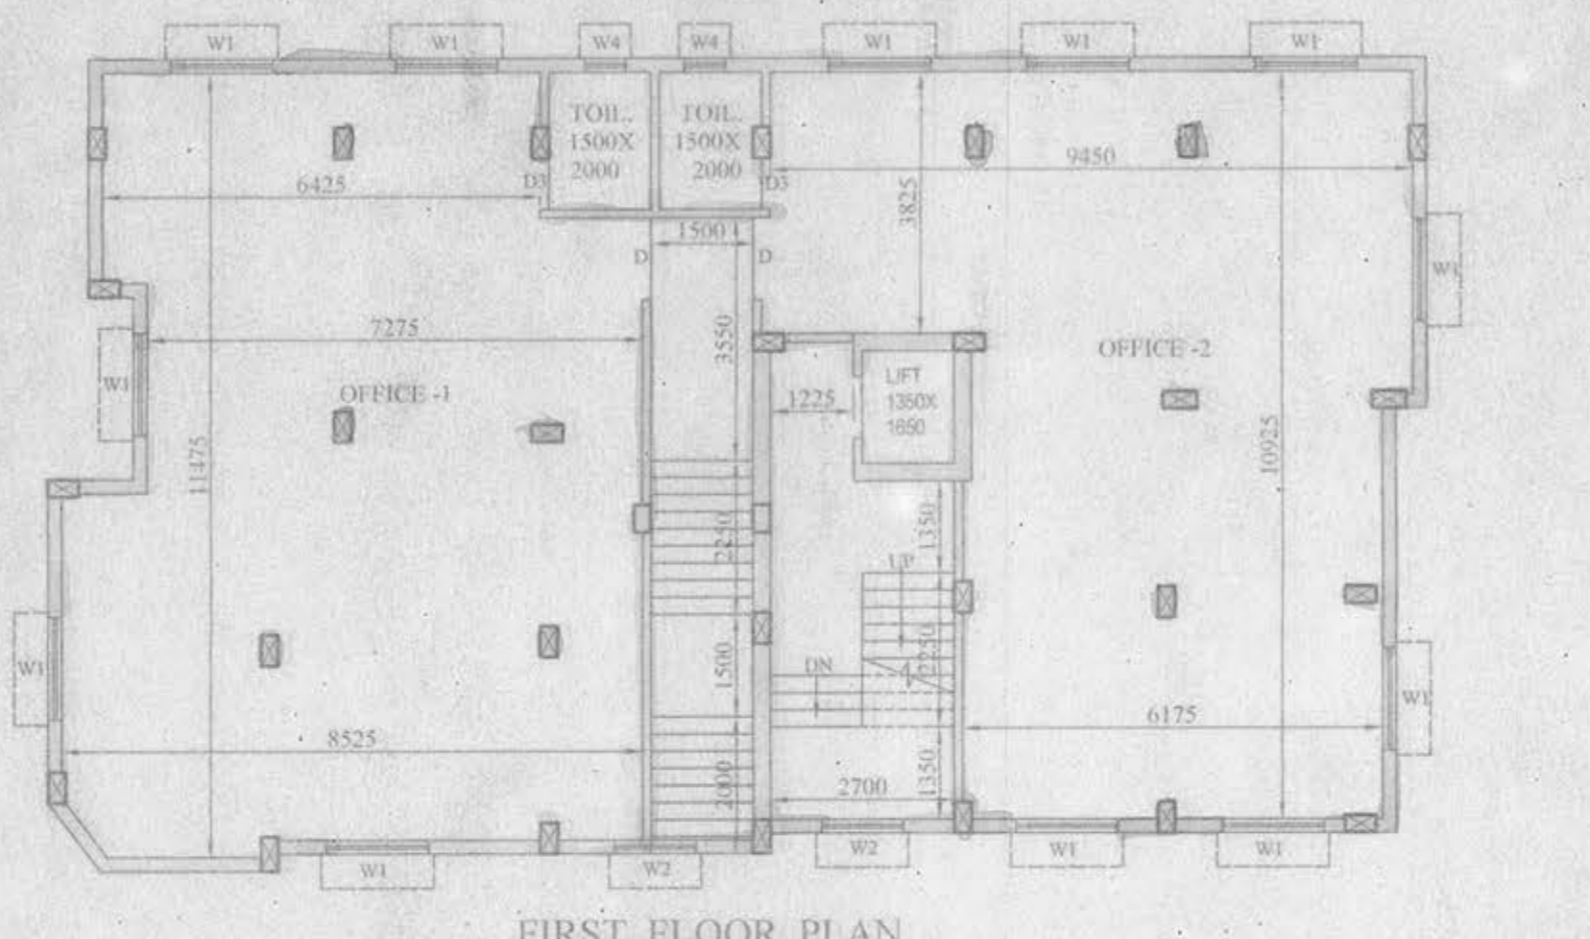 W1
W1
W4
W4
W1
W1
W1
TOIL.
1500X
2000
TOIL.
1500X
2000
D3
D3
6425
9450
3825
1500
D
D
W1
7275
3550
OFFICE -1
OFFICE -2
W1
LIFT
1350X
1650
1225
11475
10925
2250
1350
UP
2250
DN
1500
W1
W1
8525
6175
2000
2700
1350
W1
W2
W2
W1
W1
FIRST FLOOR PLAN